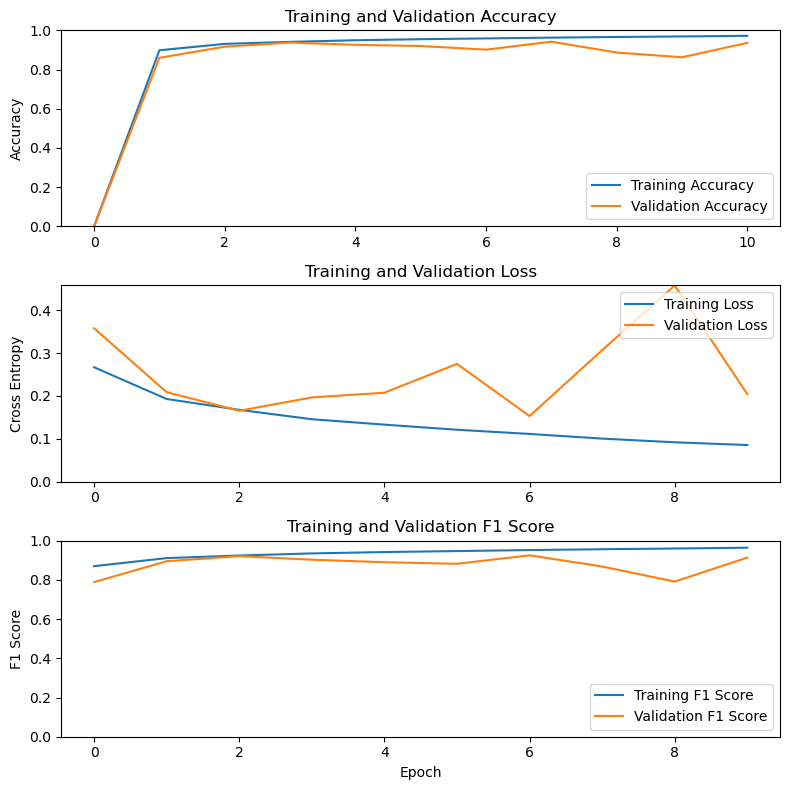 Training and Validation Accuracy
1.0
0.8
0.6
0.4
0.2
0.0
Accuracy
Training Accuracy
Validation Accuracy
0 2 4 6 8 10
Training and Validation Loss
0.4
0.3
0.2
0.1
0.0
Cross Entropy
Training Loss
Validation Loss
0 2 4 6 8
Training and Validation F1 Score
1.0
0.8
0.6
0.4
0.2
0.0
F1 Score
Training F1 Score
Validation F1 Score
0 2 4 6 8
Epoch